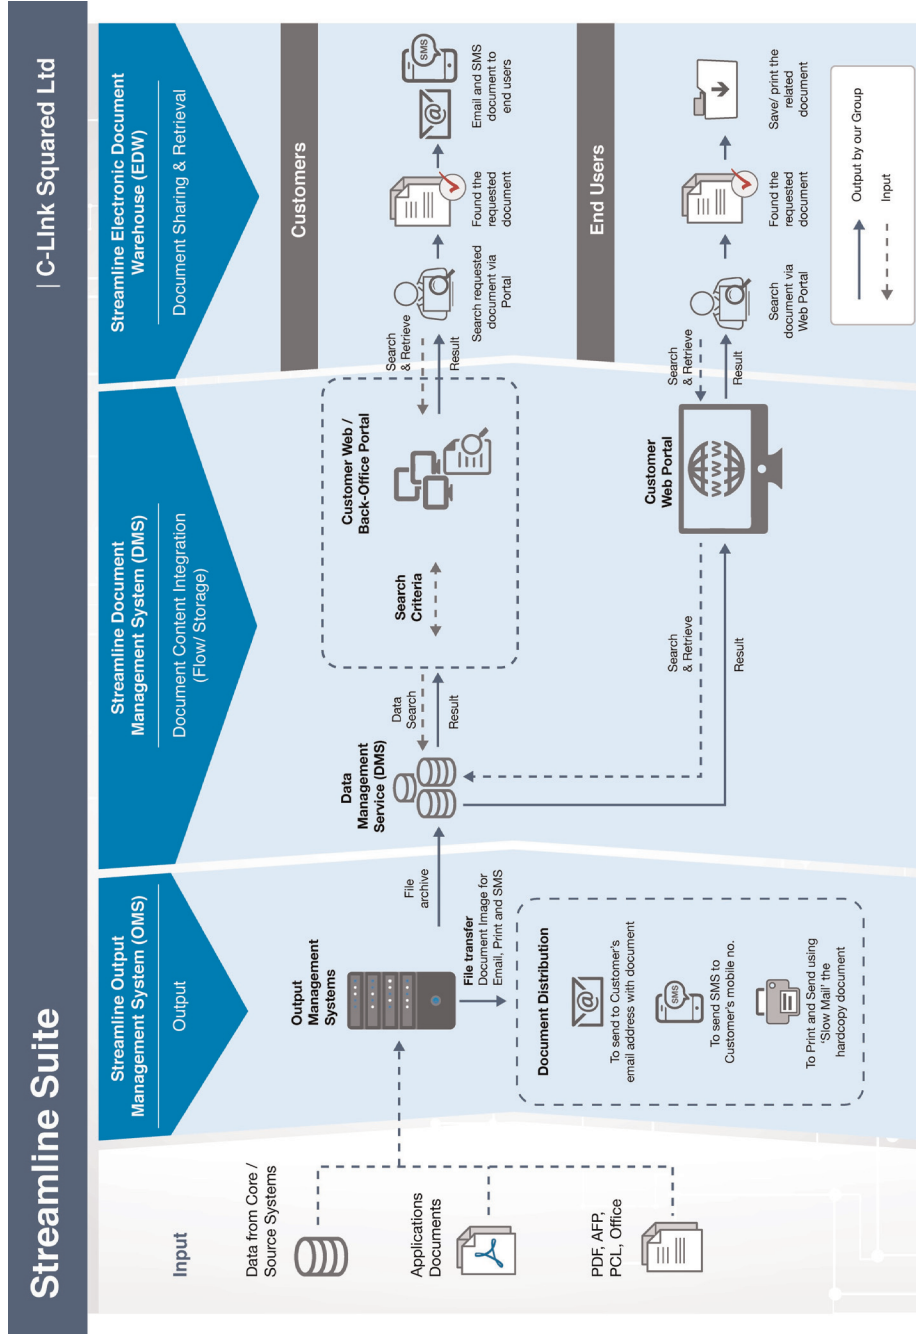 Streamline Suite
| C-LInk Squared Ltd
Input
Data from Core /
Source Systems
Applications
Documents
PDF, AFP,
PCL, Office
Streamline Output
Management System (OMS)
Output
Output
Management
Systems
File
archive
File transfer
Document Image for
Email, Print and SMS
Document Distribution
@
To send to Customer's
email address with document
SMS
To send SMS to
Customer's mobile no.
To Print and Send using
'Slow Mail' the
hardcopy document
Streamline Document
Management System (DMS)
Document Content Integration
(Flow/ Storage)
Data
Management
Service (DMS)
Data
Search
Result
Search
Criteria
Customer Web /
Back-Office Portal
Search
& Retrieve
Result
Customer
Web Portal
WWW
Streamline Electronic Document
Warehouse (EDW)
Document Sharing & Retrieval
Customers
Search
& Retrieve
Result
Search requested
document via
Portal
Found the
requested
document
@
SMS
Email and SMS
document to
end users
End Users
Search
& Retrieve
Result
Search
document via
Web Portal
Found the
requested
document
Save/ print the
related
document
Output by our Group
Input